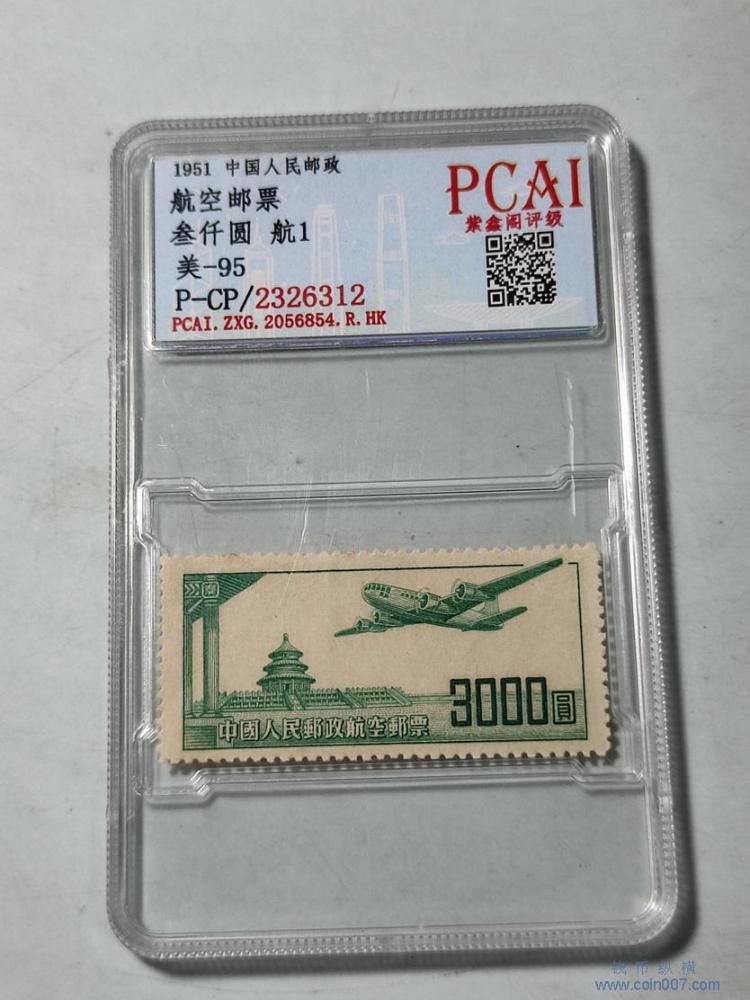 1951 中国人民邮政
航空邮票
叁仟圆 航1
美-95
P-CP/2326312
PCAI.ZXG.2056854.R.HK
PCAI
紫鑫阁评级
3000圓
中國人民郵政航空郵票
钱币纵横
www.coin007.com